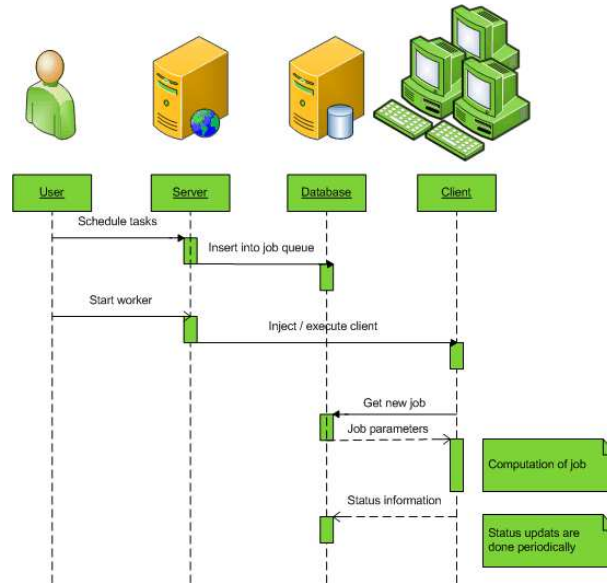 User
Server
Database
Client
Schedule tasks
Insert into job queue
Start worker
Inject / execute client
Get new job
Job parameters
Computation of job
Status information
Status updats are
done periodically